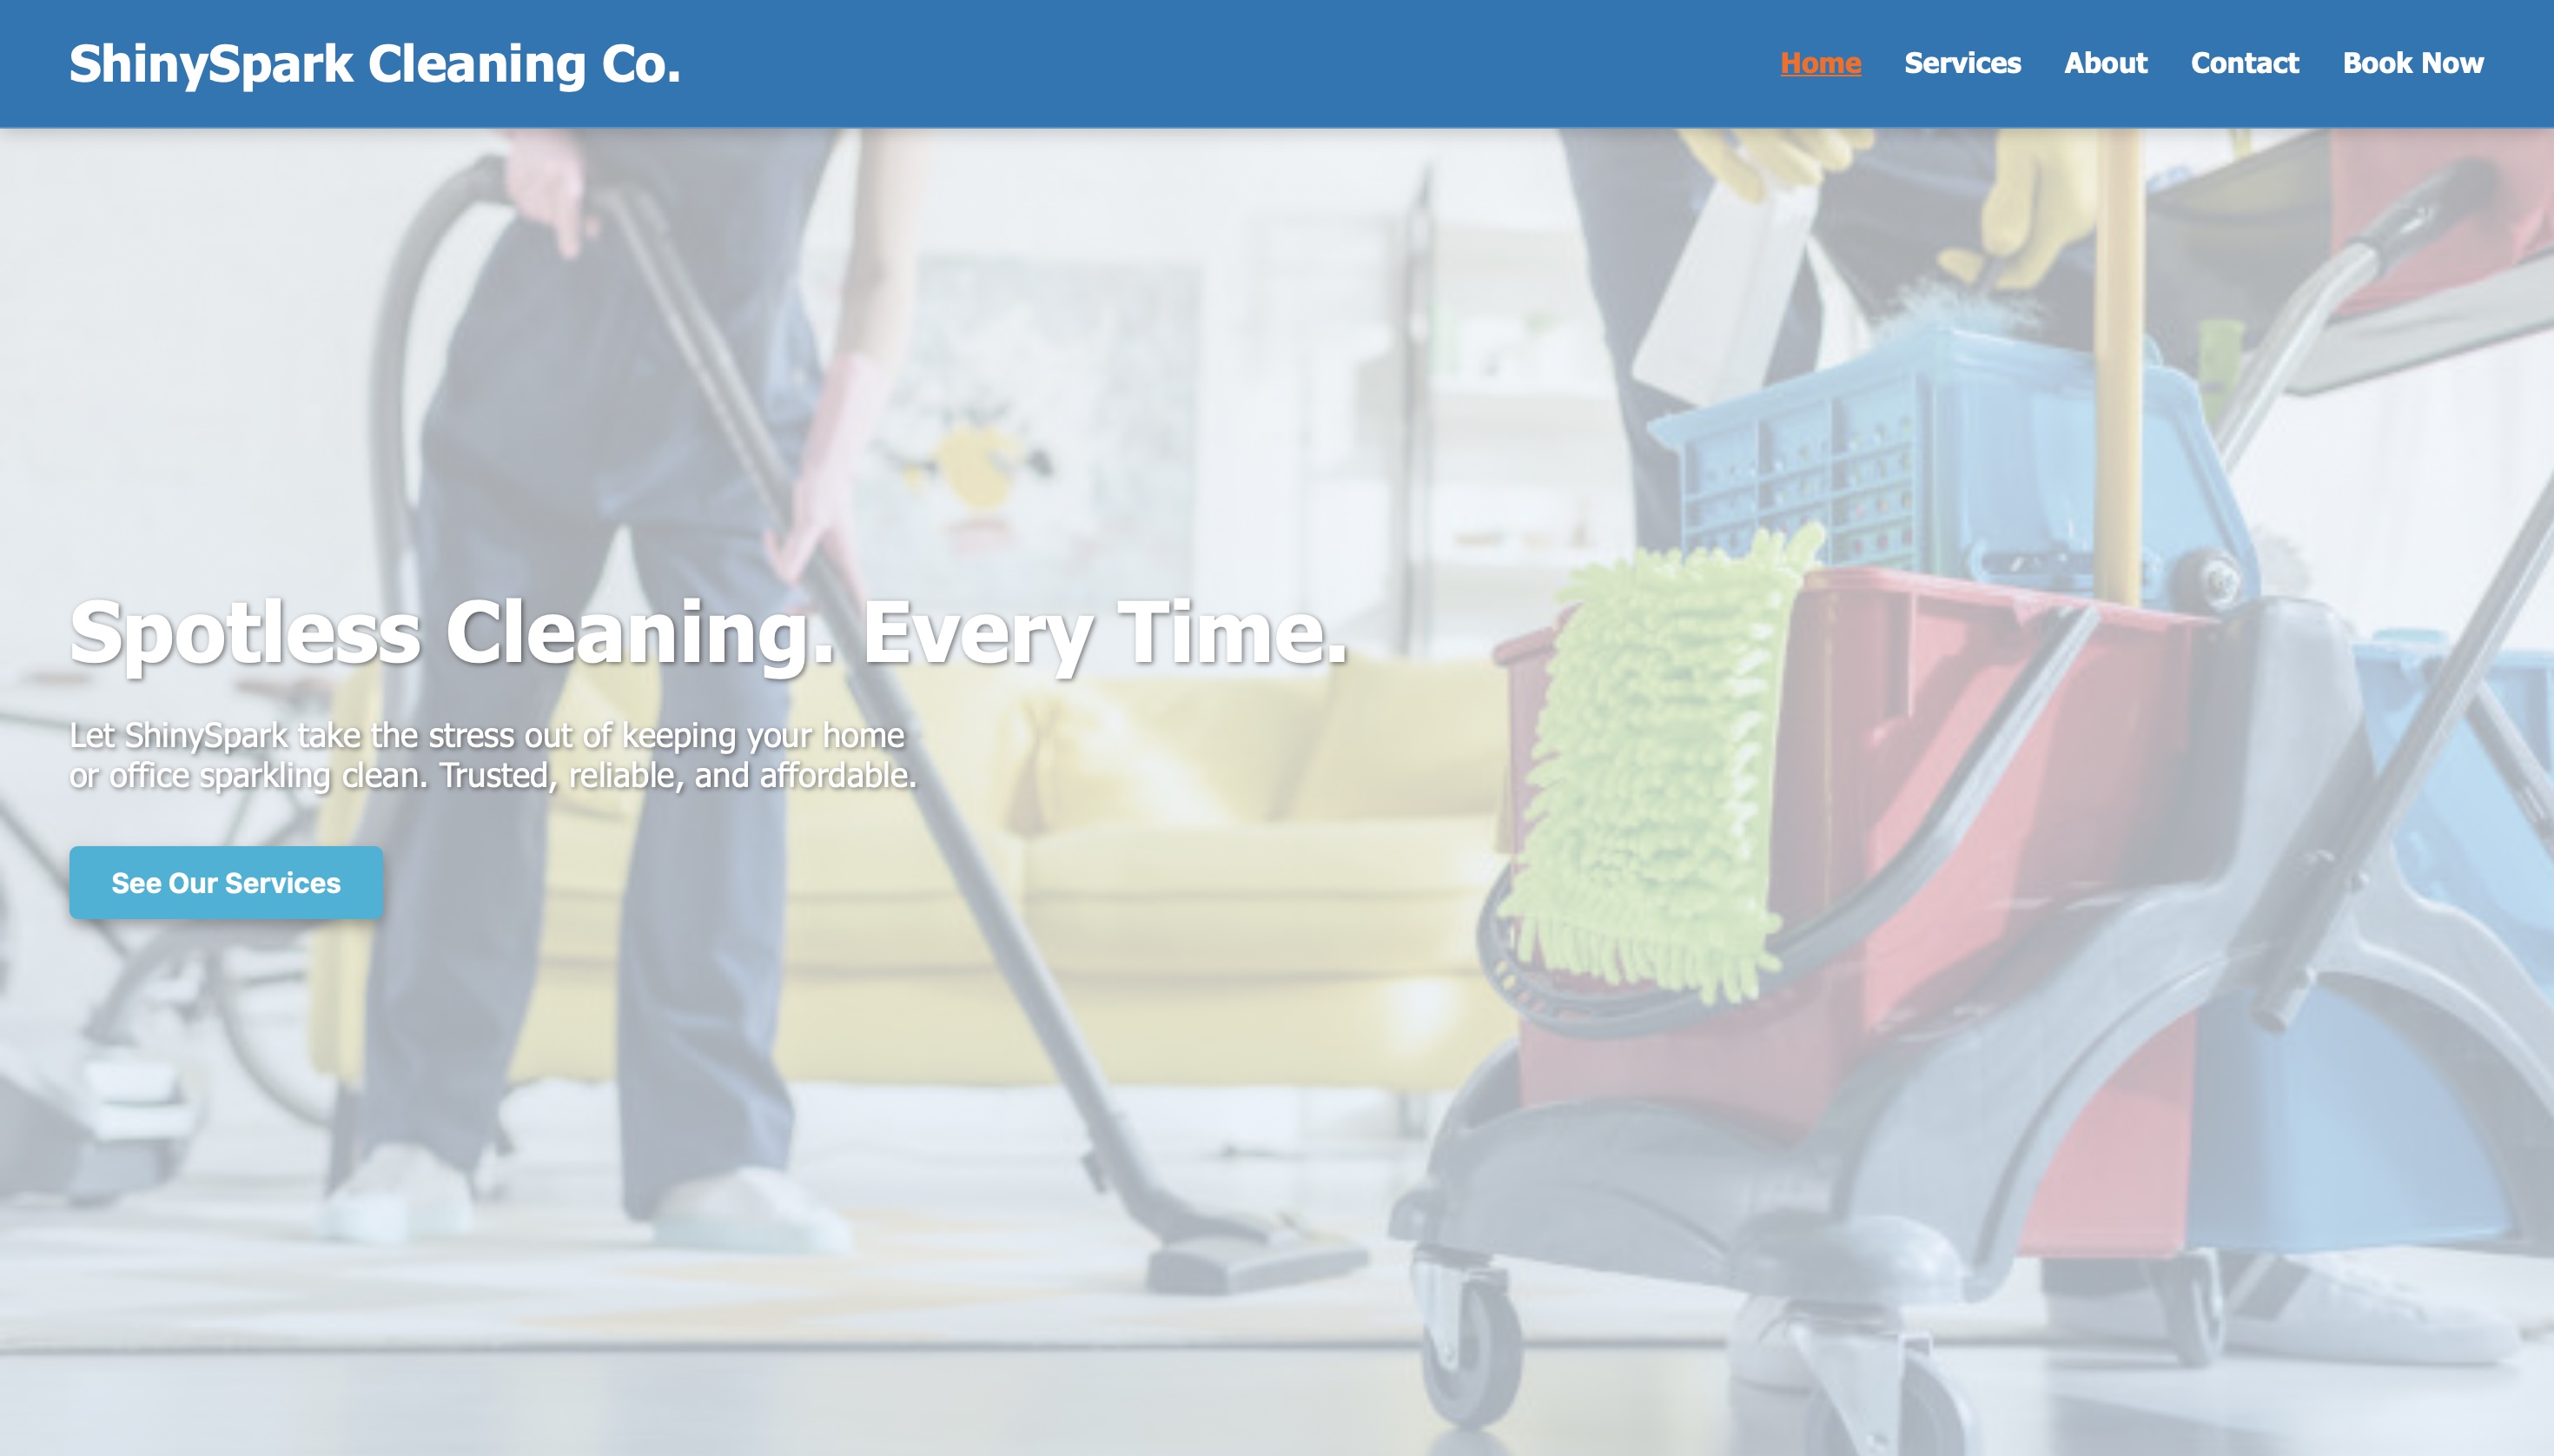 ShinySpark Cleaning Co.
Home Services About Contact Book Now
Spotless Cleaning. Every Time.
Let ShinySpark take the stress out of keeping your home
or office sparkling clean. Trusted, reliable, and affordable.
See Our Services